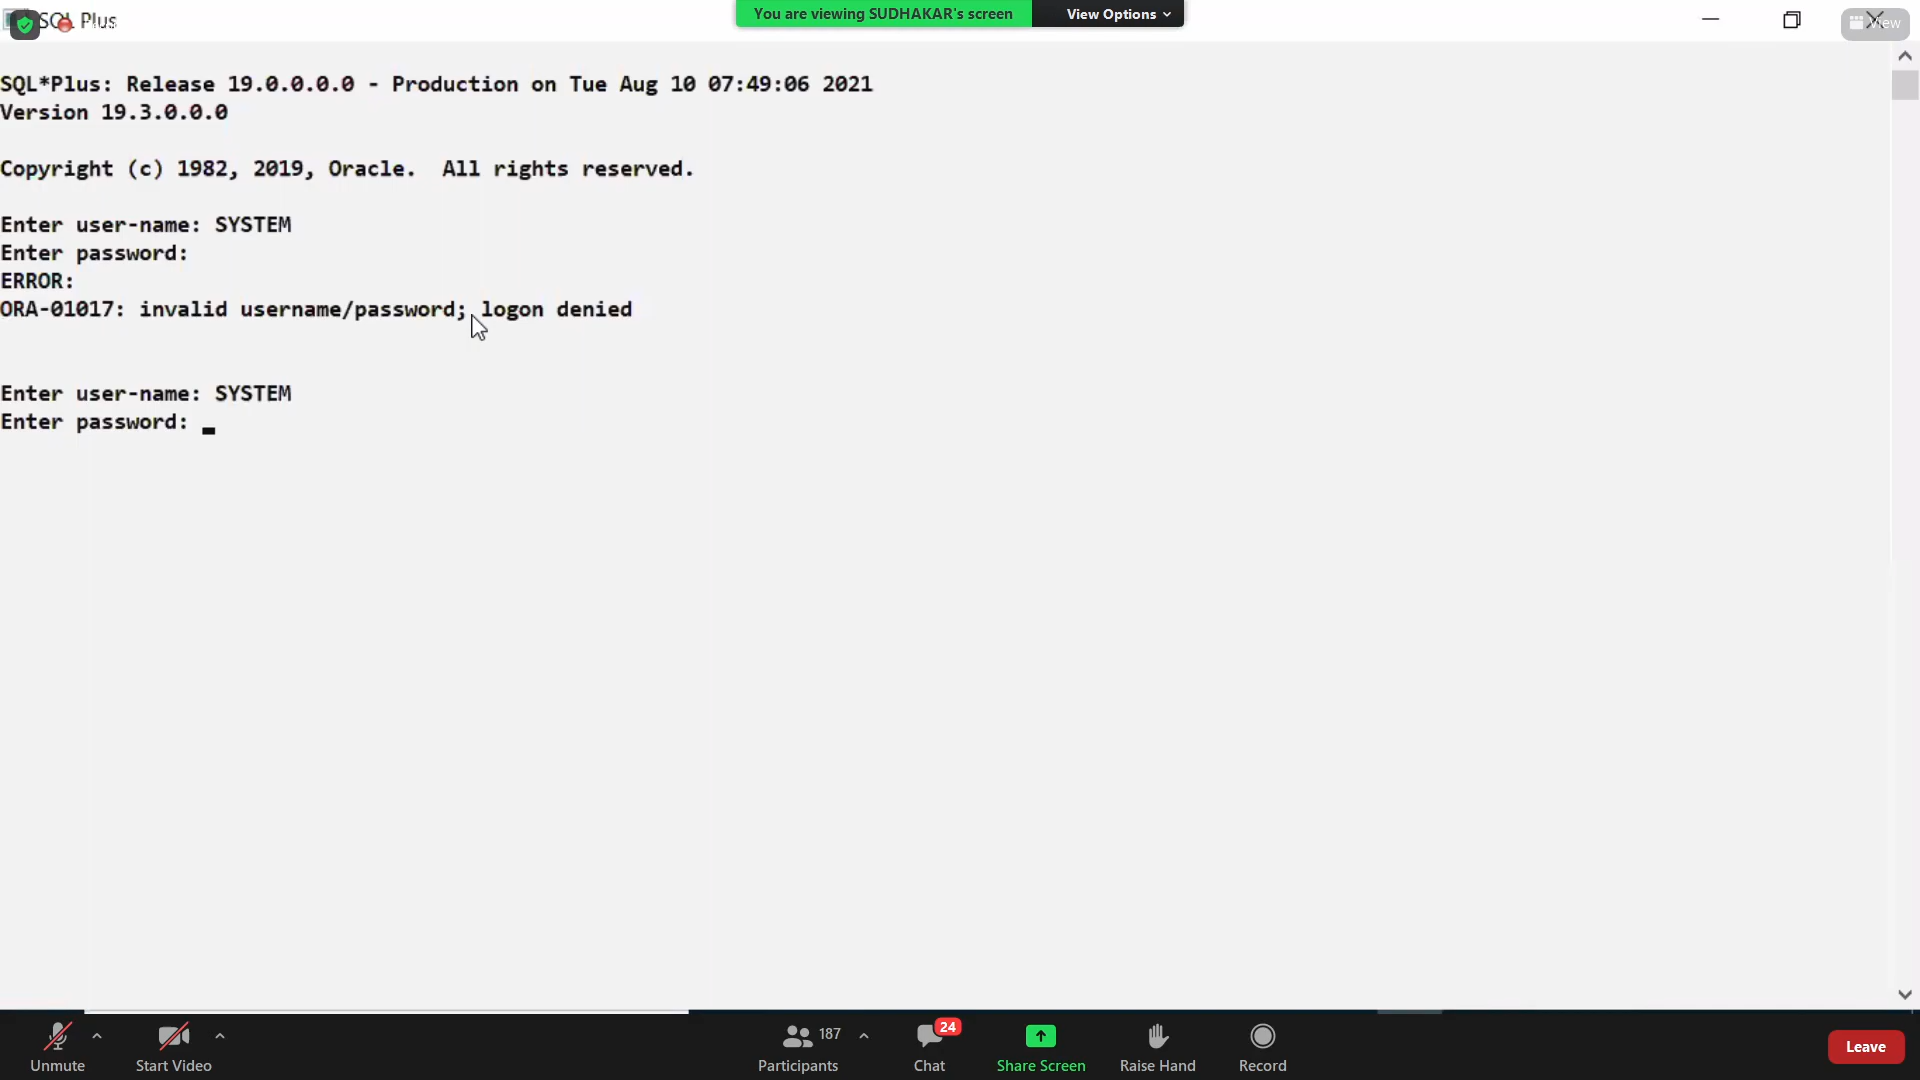 SQL Plus
You are viewing SUDHAKAR's screen
View Options
View
SQL*Plus: Release 19.0.0.0.0 - Production on Tue Aug 10 07:49:06 2021
Version 19.3.0.0.0
Copyright (c) 1982, 2019, Oracle.  All rights reserved.
Enter user-name: SYSTEM
Enter password:
ERROR:
ORA-01017: invalid username/password; logon denied
Enter user-name: SYSTEM
Enter password:
187
24
Unmute
Start Video
Participants
Chat
Share Screen
Raise Hand
Record
Leave